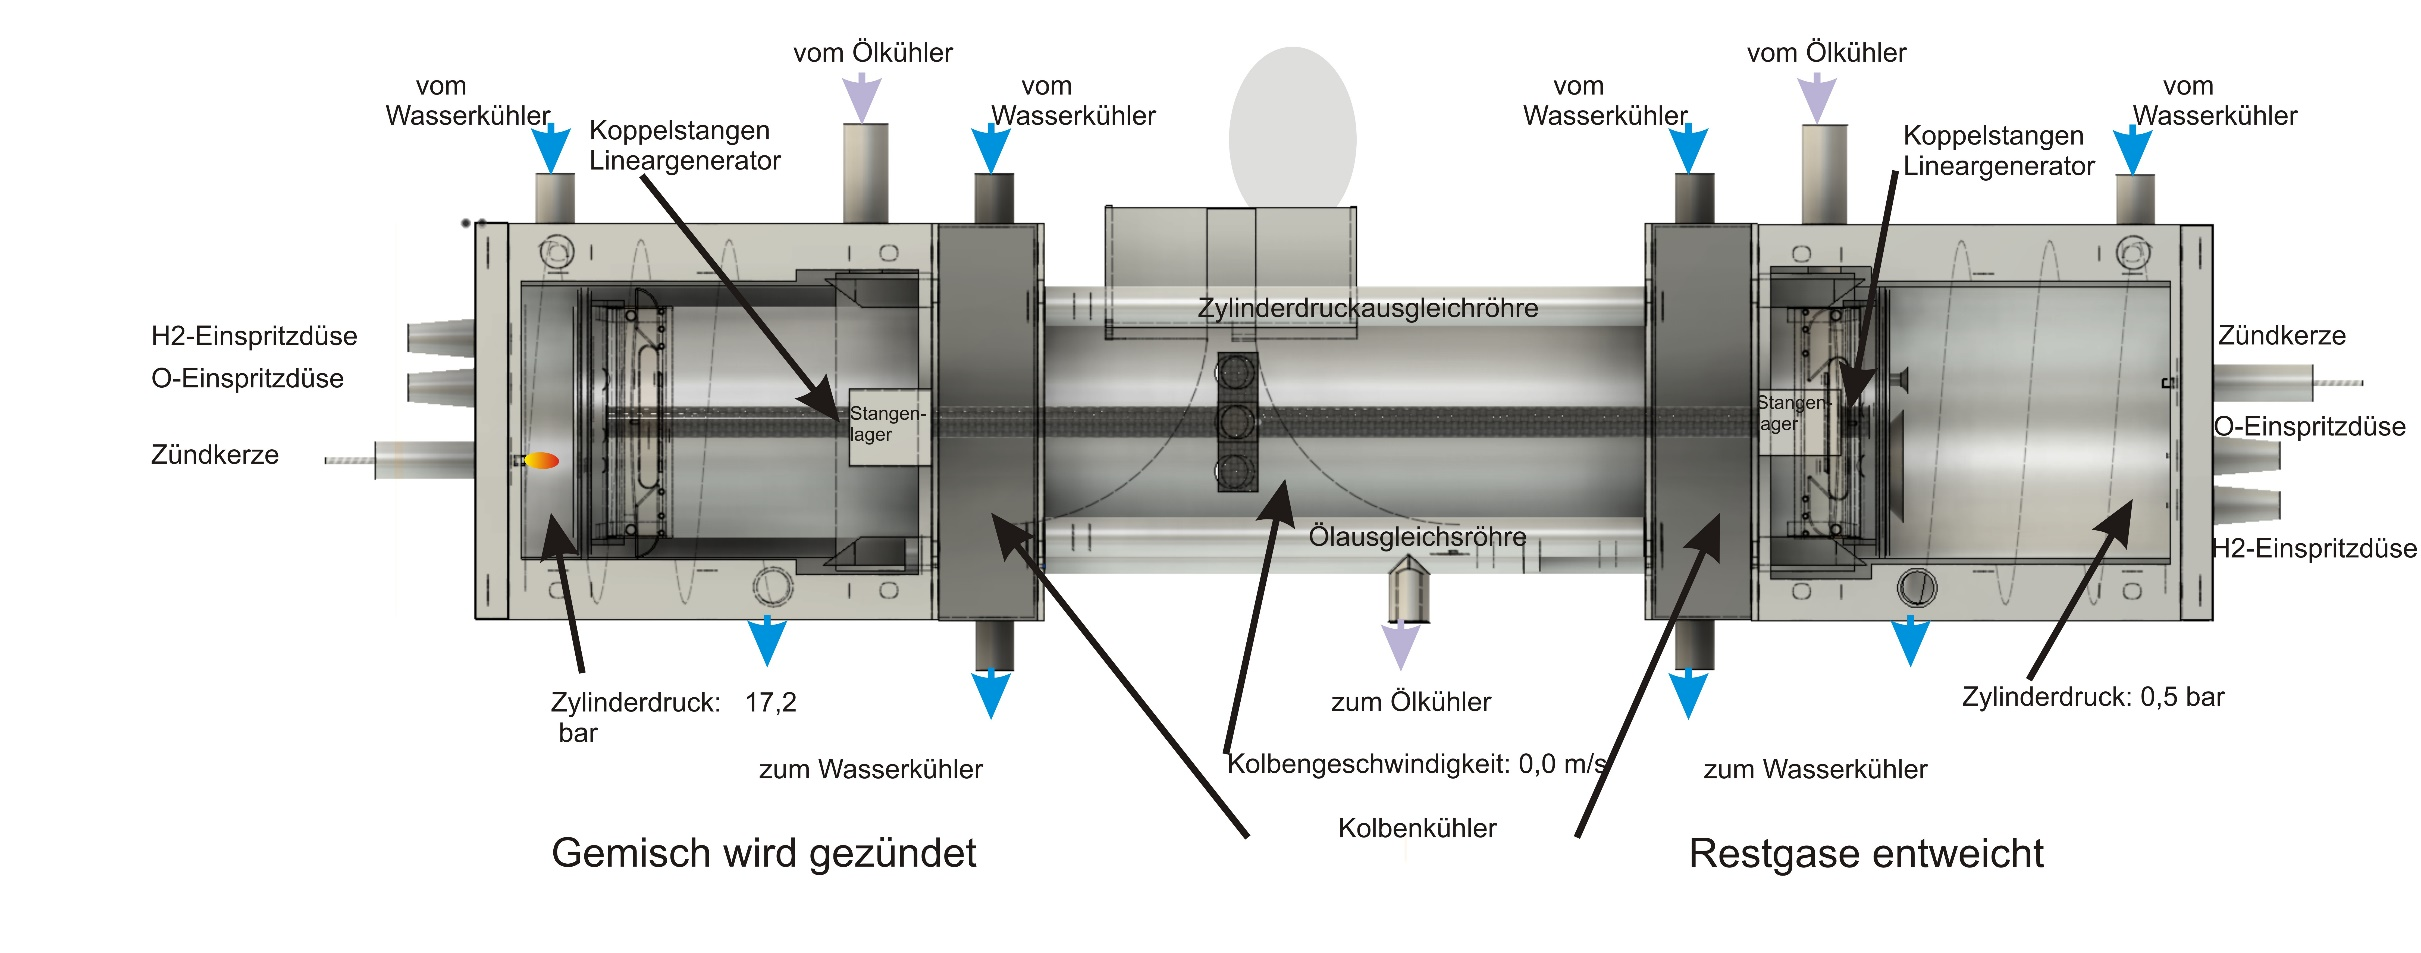 vom Ölkühler
vom Ölkühler
vom
Wasserkühler
vom
Wasserkühler
vom
Wasserkühler
vom
Wasserkühler
Koppelstangen
Lineargenerator
Koppelstangen
Lineargenerator
Zylinderdruckausgleichröhre
H2-Einspritzdüse
O-Einspritzdüse
Zündkerze
Stangen-
lager
Stangen-
lager
Zündkerze
O-Einspritzdüse
H2-Einspritzdüse
Ölausgleichsröhre
Zylinderdruck: 17,2
bar
zum Ölkühler
Zylinderdruck: 0,5 bar
zum Wasserkühler
Kolbengeschwindigkeit: 0,0 m/s
zum Wasserkühler
Kolbenkühler
Gemisch wird gezündet
Restgase entweicht